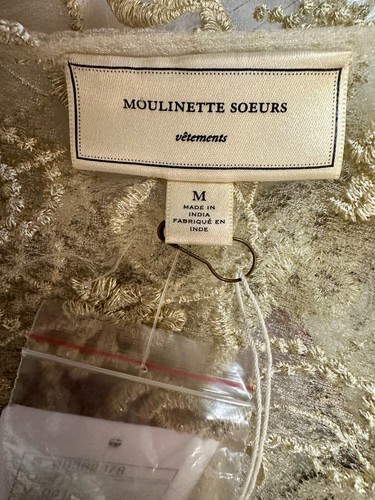 MOULINETTE SOEURS
vêtements
M
MADE IN
INDIA
FABRIQUÉ EN
INDE